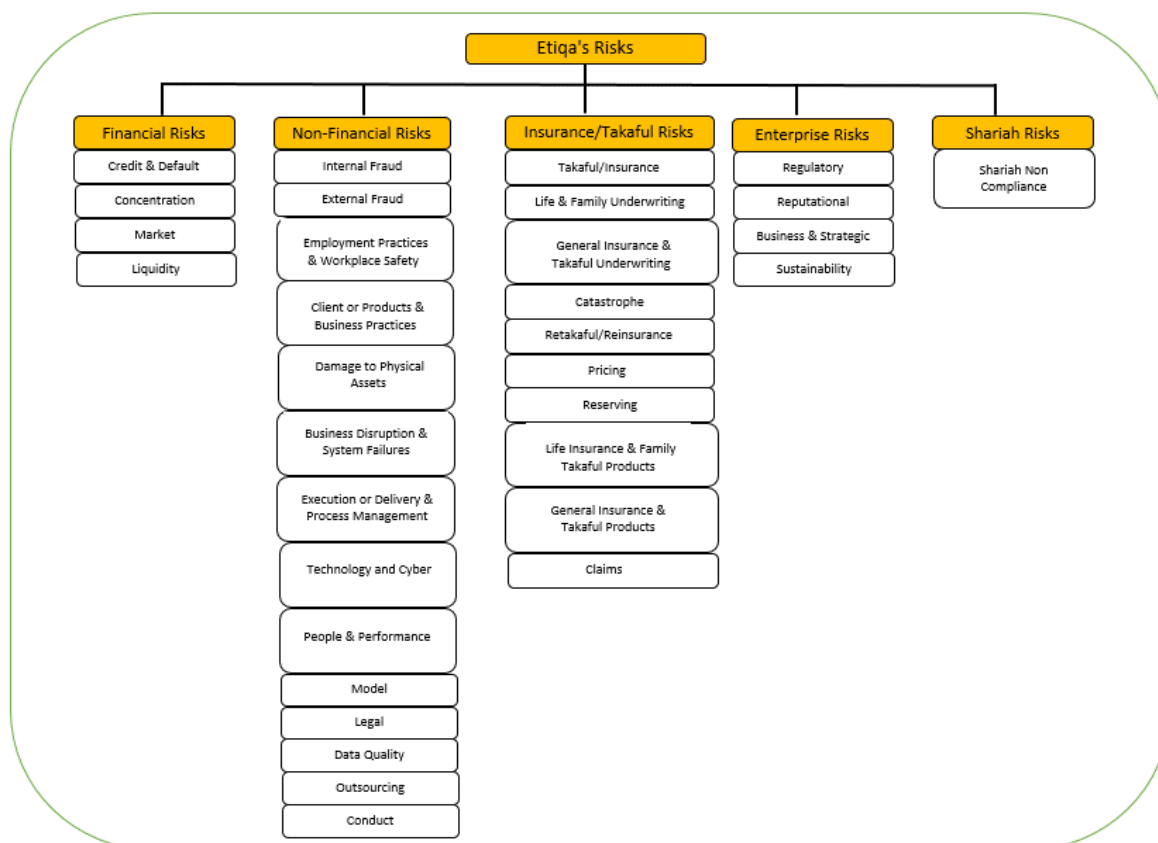 Etiqa's Risks
Financial Risks
Credit & Default
Concentration
Market
Liquidity
Non-Financial Risks
Internal Fraud
External Fraud
Employment Practices
& Workplace Safety
Client or Products &
Business Practices
Damage to Physical
Assets
Business Disruption &
System Failures
Execution or Delivery &
Process Management
Technology and Cyber
People & Performance
Model
Legal
Data Quality
Outsourcing
Conduct
Insurance/Takaful Risks
Takaful/Insurance
Life & Family Underwriting
General Insurance &
Takaful Underwriting
Catastrophe
Retakaful/Reinsurance
Pricing
Reserving
Life Insurance & Family
Takaful Products
General Insurance &
Takaful Products
Claims
Enterprise Risks
Regulatory
Reputational
Business & Strategic
Sustainability
Shariah Risks
Shariah Non
Compliance